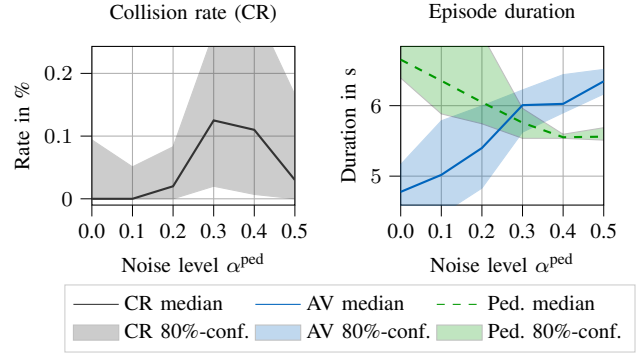 Collision rate (CR)
Episode duration
Rate in %
0.2
0.1
0
0.0 0.1 0.2 0.3 0.4 0.5
Noise level α^ped
Duration in s
6
5
0.0 0.1 0.2 0.3 0.4 0.5
Noise level α^ped
CR median AV median Ped. median
CR 80%-conf. AV 80%-conf. Ped. 80%-conf.